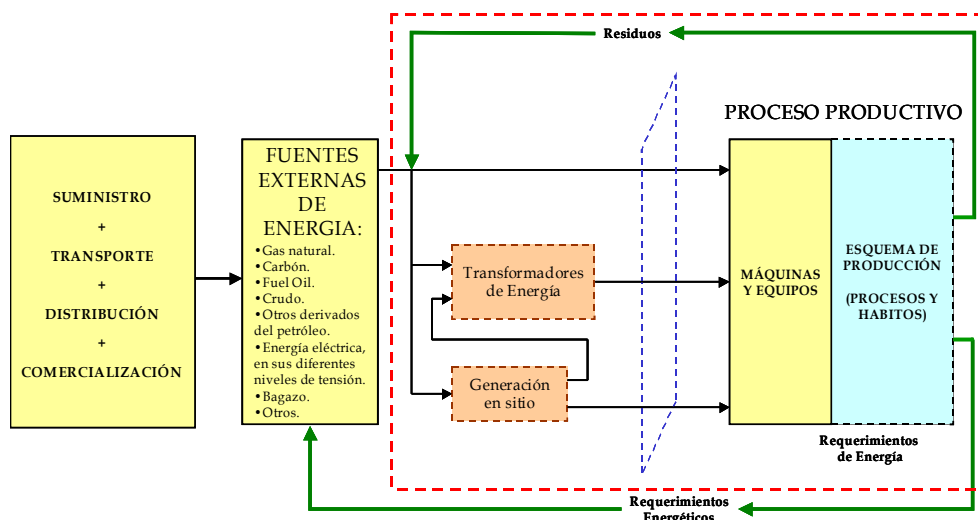 Residuos
PROCESO PRODUCTIVO
SUMINISTRO
+
TRANSPORTE
+
DISTRIBUCIÓN
+
COMERCIALIZACIÓN
FUENTES
EXTERNAS
DE
ENERGIA:
•Gas natural.
•Carbón.
•Fuel Oil.
•Crudo.
•Otros derivados
del petróleo.
•Energía eléctrica,
en sus diferentes
niveles de tensión.
•Bagazo.
•Otros.
Transformadores
de Energía
Generación
en sitio
MÁQUINAS
Y EQUIPOS
ESQUEMA DE
PRODUCCIÓN
(PROCESOS Y
HABITOS)
Requerimientos
de Energía
Requerimientos
Energéticos